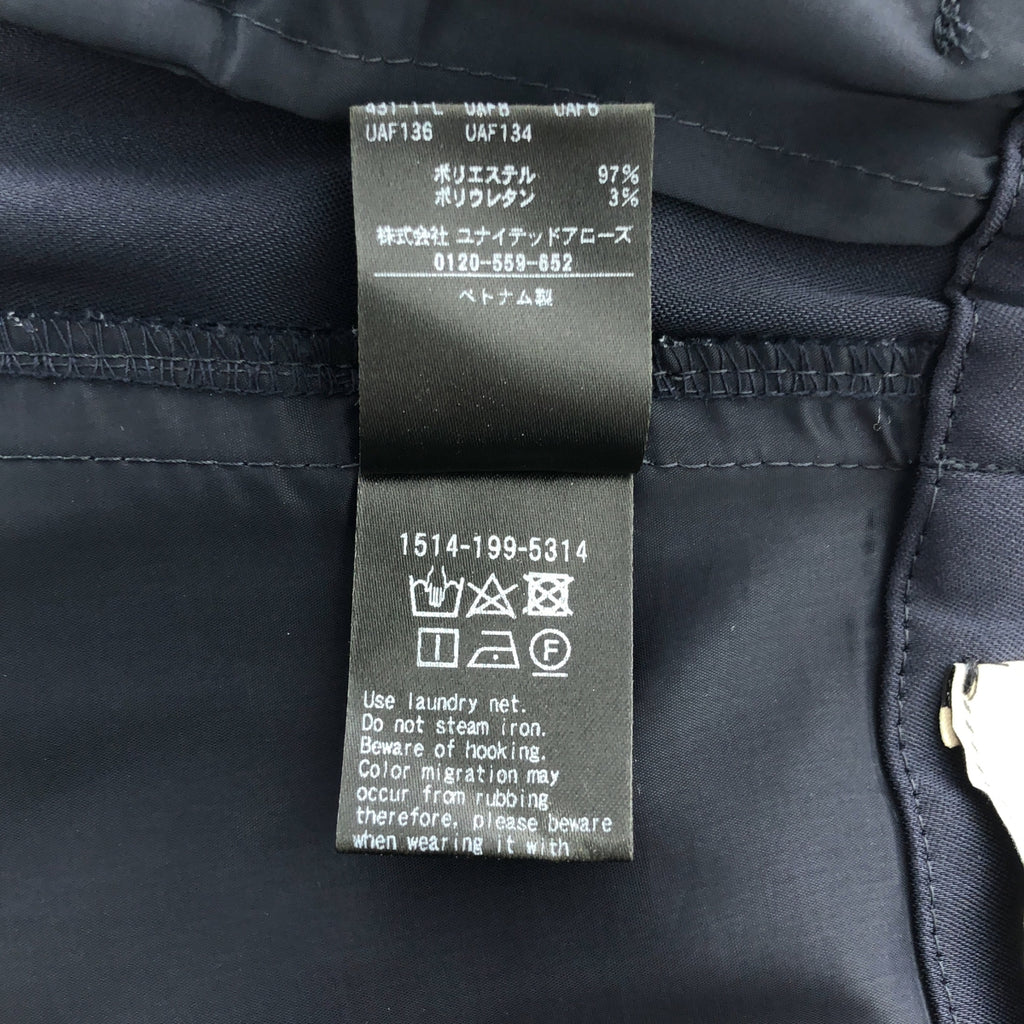 UAF136 UAF134
ポリエステル 97%
ポリウレタン 3%
株式会社 ユナイテッドアローズ
0120-559-652
ベトナム製
1514-199-5314
F
Use laundry net.
Do not steam iron.
Beware of hooking.
Color migration may
occur from rubbing
therefore, please beware
when wearing it with